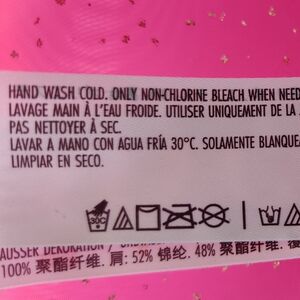 HAND WASH COLD. ONLY NON-CHLORINE BLEACH WHEN NEED
LAVAGE MAIN À L'EAU FROIDE. UTILISER UNIQUEMENT DE LA
PAS NETTOYER À SEC.
LAVAR A MANO CON AGUA FRÍA 30°C. SOLAMENTE BLANQUE
LIMPIAR EN SECO.
30C
AUSSER DEKORATION /
100% 聚酯纤维. 肩: 52% 锦纶. 48% 聚酯纤维. 覆